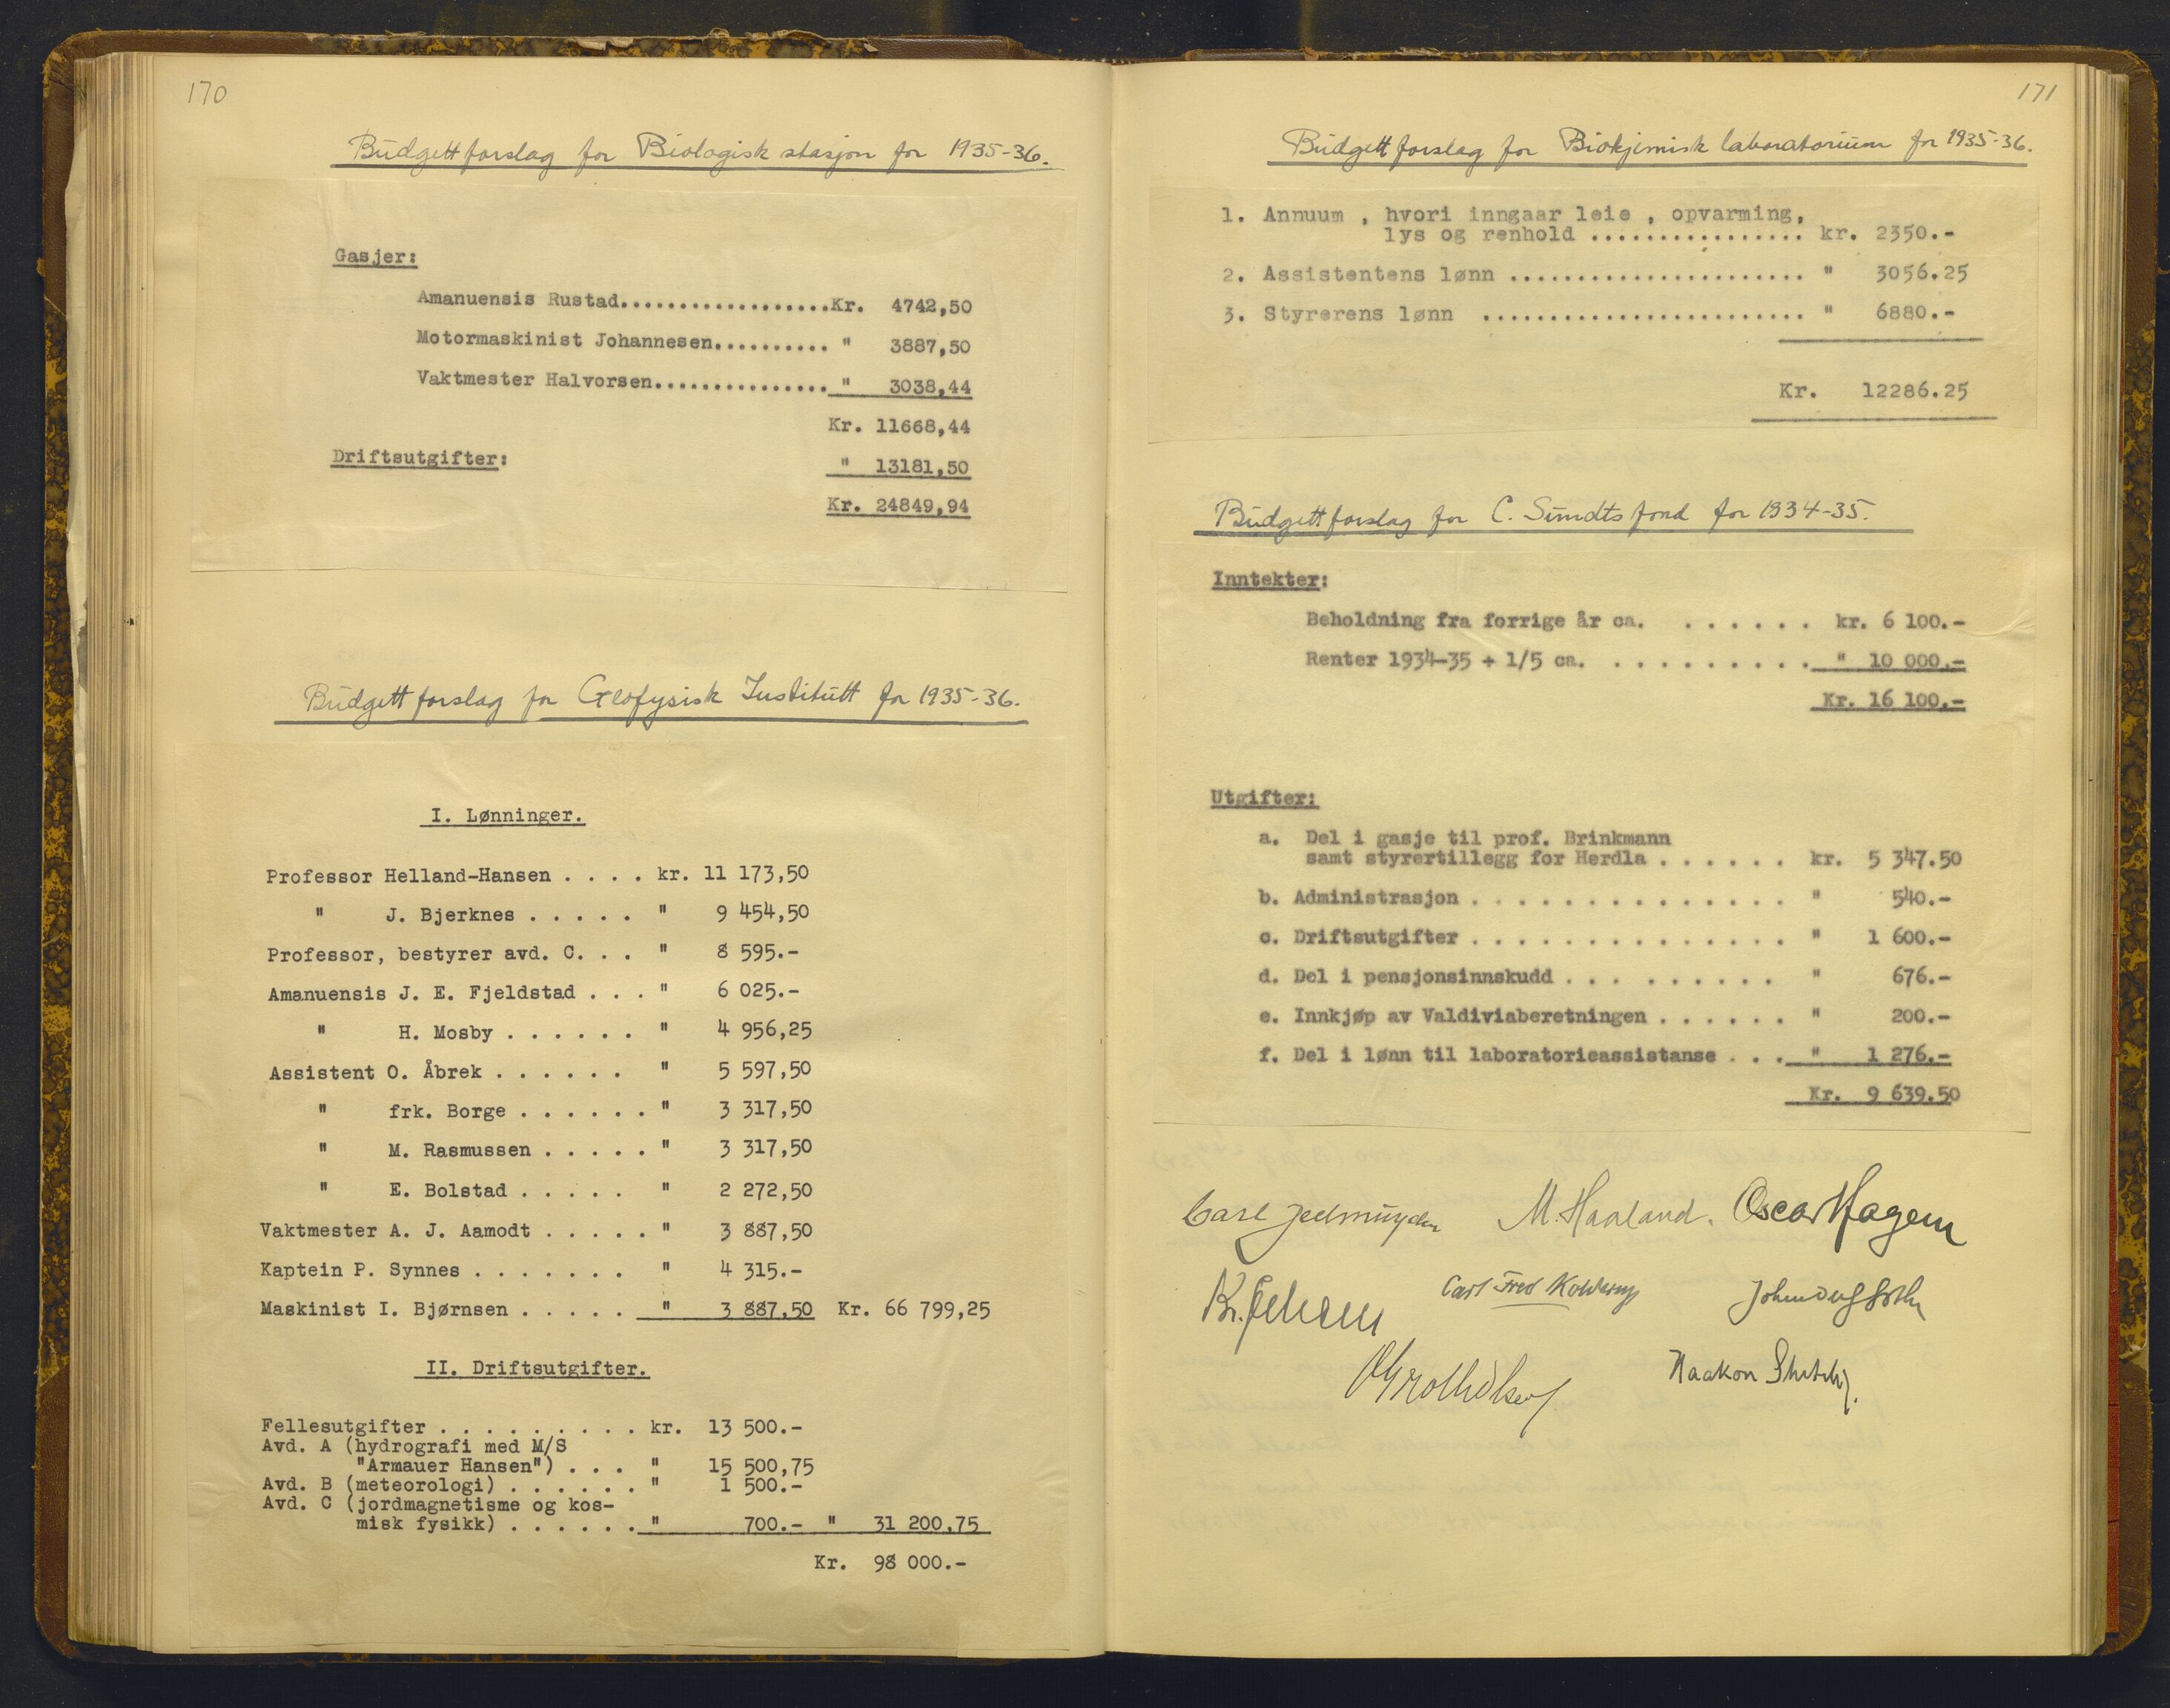 170
Budgettforslag for Biologisk stasjon for 1935-36.
Gasjer:
Amanuensis Rustad..................Kr. 4742,50
Motormaskinist Johannesen.......... " 3887,50
Vaktmester Halvorsen............... " 3038,44
Kr. 11668,44
Driftsutgifter: " 13181,50
Kr. 24849,94
Budgettforslag for Geofysisk Institutt for 1935-36.
I. Lønninger.
Professor Helland-Hansen . . . . kr. 11 173,50
" J. Bjerknes . . . . . " 9 454,50
Professor, bestyrer avd. C. . . " 8 595.-
Amanuensis J. E. Fjeldstad . . . " 6 025.-
" H. Mosby . . . . . . " 4 956,25
Assistent O. Åbrek . . . . . . " 5 597,50
" frk. Borge . . . . . . " 3 317,50
" M. Rasmussen . . . . . " 3 317,50
" E. Bolstad . . . . . " 2 272,50
Vaktmester A. J. Aamodt . . . . . " 3 887,50
Kaptein P. Synnes . . . . . . . " 4 315.-
Maskinist I. Bjørnsen . . . . . " 3 887,50 Kr. 66 799,25
II. Driftsutgifter.
Fellesutgifter . . . . . . . . . kr. 13 500.-
Avd. A (hydrografi med M/S
"Armauer Hansen") . . . " 15 500,75
Avd. B (meteorologi) . . . . . . " 1 500.-
Avd. C (jordmagnetisme og kos-
misk fysikk) . . . . . . " 700.- " 31 200,75
Kr. 98 000.-
171
Budgettforslag for Biokjemisk laboratorium for 1935-36.
1. Annuum , hvori inngaar leie , opvarming,
lys og renhold ................ kr. 2350.-
2. Assistentens lønn ...................... " 3056.25
3. Styrerens lønn ........................ " 6880.-
Kr. 12286.25
Budgettforslag for C. Sundts fond for 1934-35.
Inntekter:
Beholdning fra forrige år ca. . . . . . . kr. 6 100.-
Renter 1934-35 + 1/5 ca. . . . . . . . . . . " 10 000.-
Kr. 16 100.-
Utgifter:
a. Del i gasje til prof. Brinkmann
samt styrertillegg for Herdla . . . . . . kr. 5 347.50
b. Administrasjon . . . . . . . . . . . . . . " 540.-
c. Driftsutgifter . . . . . . . . . . . . . . " 1 600.-
d. Del i pensjonsinnskudd . . . . . . . . . " 676.-
e. Innkjøp av Valdiviaberetningen . . . . . . " 200.-
f. Del i lønn til laboratorieassistanse . . . " 1 276.-
Kr. 9 639.50
Carl M. Haaland. Oscar Hagem
Carl Fred Kolderup
Haakon